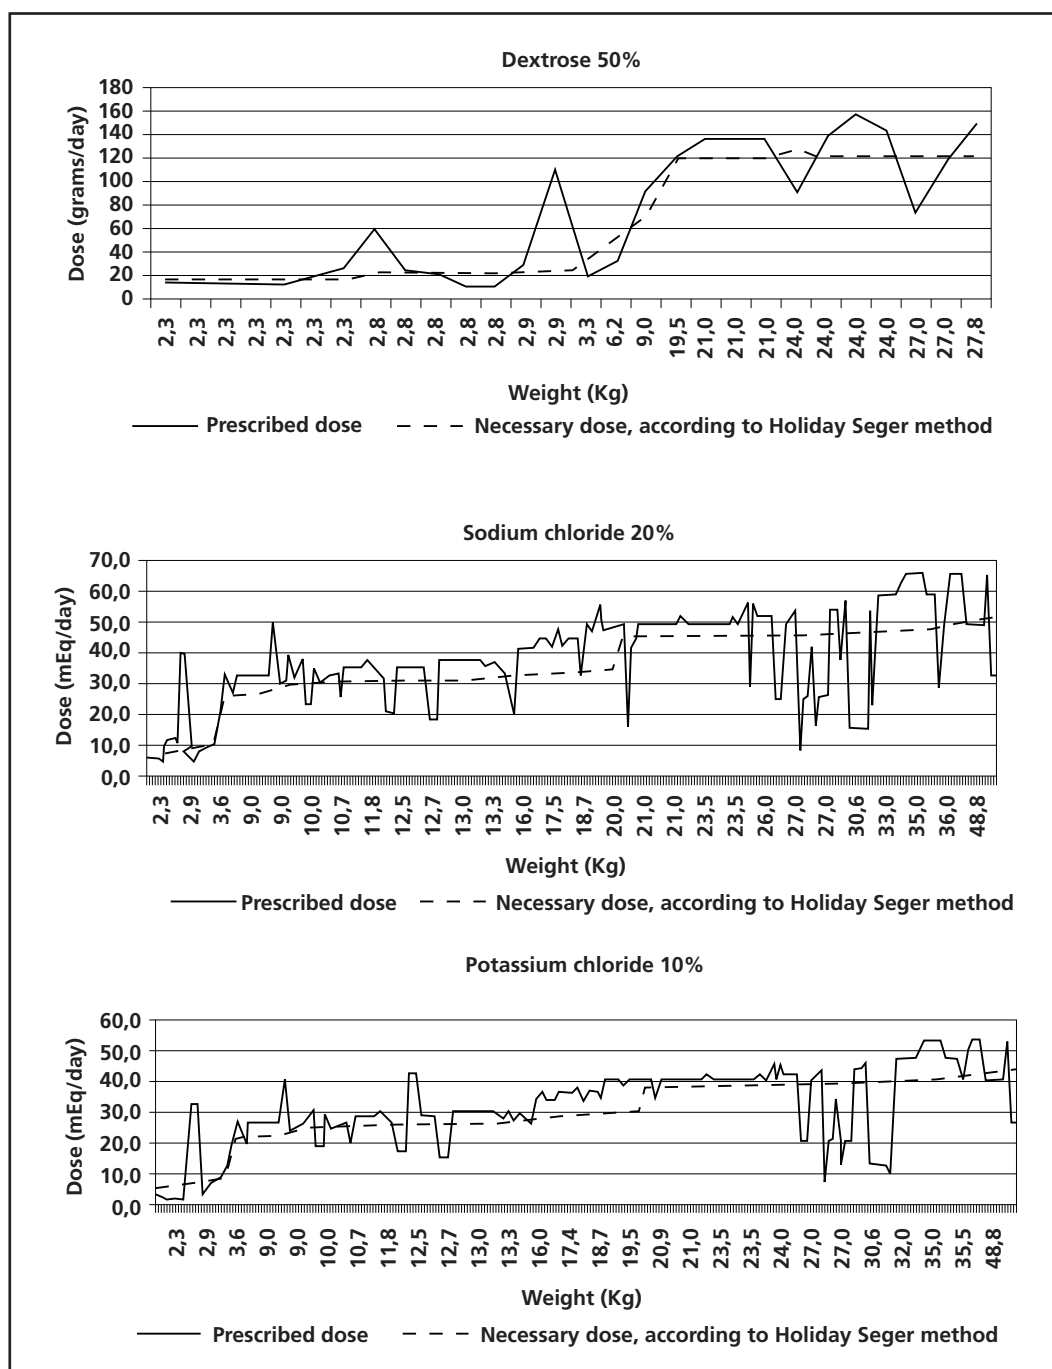 Dextrose 50%
Dose (grams/day)
180
160
140
120
100
80
60
40
20
0
2,3 2,3 2,3 2,3 2,3 2,3 2,3 2,8 2,8 2,8 2,8 2,8 2,9 2,9 3,3 6,2 9,0 19,5 21,0 21,0 21,0 24,0 24,0 24,0 24,0 27,0 27,0 27,8
Weight (Kg)
Prescribed dose Necessary dose, according to Holiday Seger method
Sodium chloride 20%
Dose (mEq/day)
70,0
60,0
50,0
40,0
30,0
20,0
10,0
0,0
2,3 2,9 3,6 9,0 9,0 10,0 10,7 11,8 12,5 12,7 13,0 13,3 16,0 17,5 18,7 20,0 21,0 21,0 23,5 23,5 26,0 27,0 27,0 30,6 33,0 35,0 36,0 48,8
Weight (Kg)
Prescribed dose Necessary dose, according to Holiday Seger method
Potassium chloride 10%
Dose (mEq/day)
60,0
50,0
40,0
30,0
20,0
10,0
0,0
2,3 2,9 3,6 9,0 9,0 10,0 10,7 11,8 12,5 12,7 13,0 13,3 16,0 17,4 18,7 19,5 20,9 21,0 23,5 23,5 24,0 27,0 27,0 30,6 32,0 35,0 35,5 48,8
Weight (Kg)
Prescribed dose Necessary dose, according to Holiday Seger method